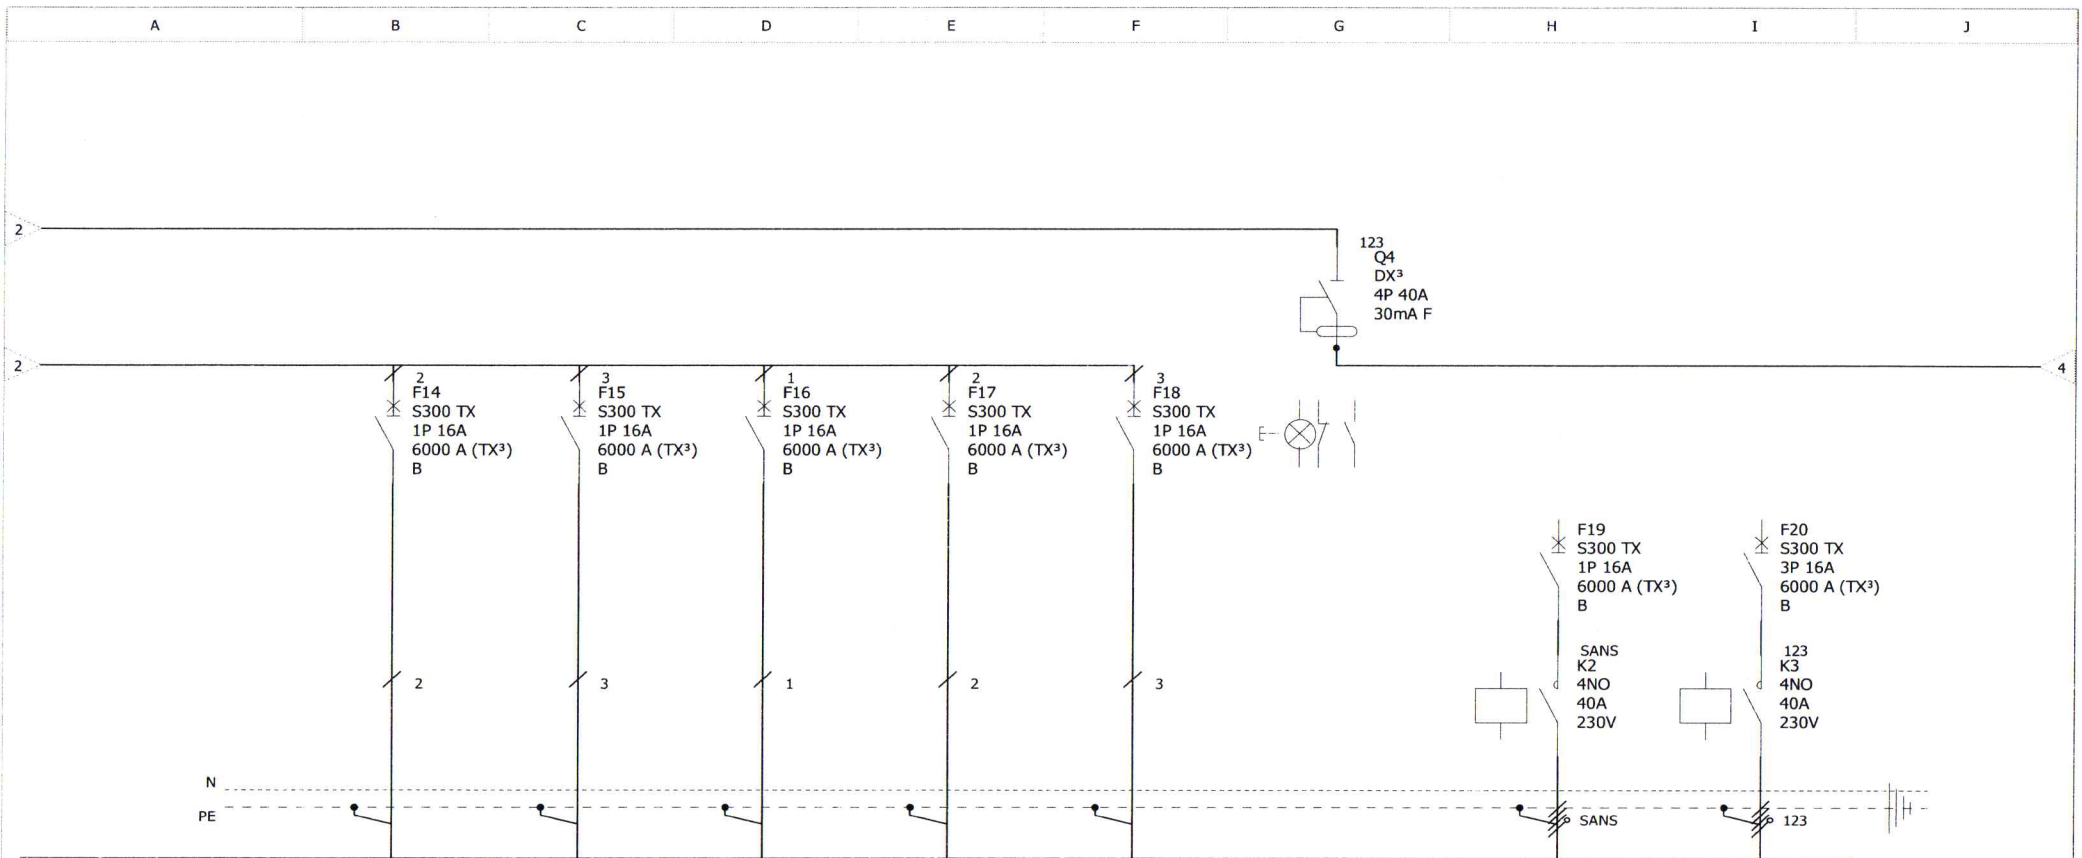 A B C D E F G H I J
2
123
Q4
DX³
4P 40A
30mA F
2
4
2
F14
S300 TX
1P 16A
6000 A (TX³)
B
3
F15
S300 TX
1P 16A
6000 A (TX³)
B
1
F16
S300 TX
1P 16A
6000 A (TX³)
B
2
F17
S300 TX
1P 16A
6000 A (TX³)
B
3
F18
S300 TX
1P 16A
6000 A (TX³)
B
F19
S300 TX
1P 16A
6000 A (TX³)
B
F20
S300 TX
3P 16A
6000 A (TX³)
B
SANS
K2
4NO
40A
230V
123
K3
4NO
40A
230V
2 3 1 2 3
N
PE
SANS
123